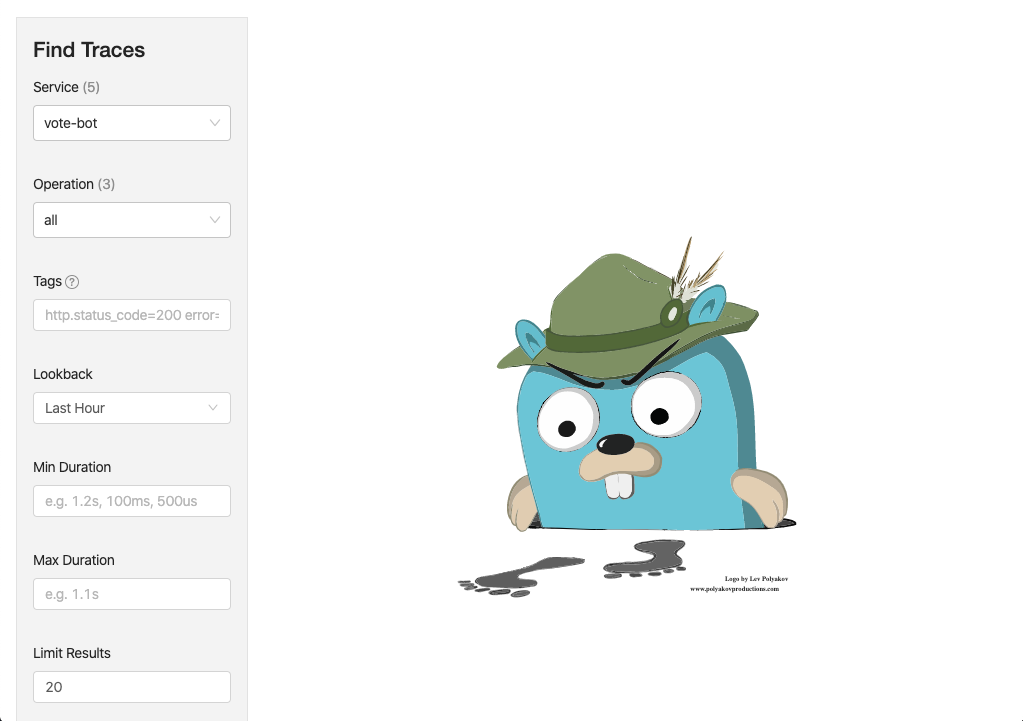 Find Traces
Service (5)
vote-bot
Operation (3)
all
Tags ?
http.status_code=200 error=
Lookback
Last Hour
Min Duration
e.g. 1.2s, 100ms, 500us
Max Duration
e.g. 1.1s
Limit Results
20
Logo by Lev Polyakov
www.polyakovproductions.com